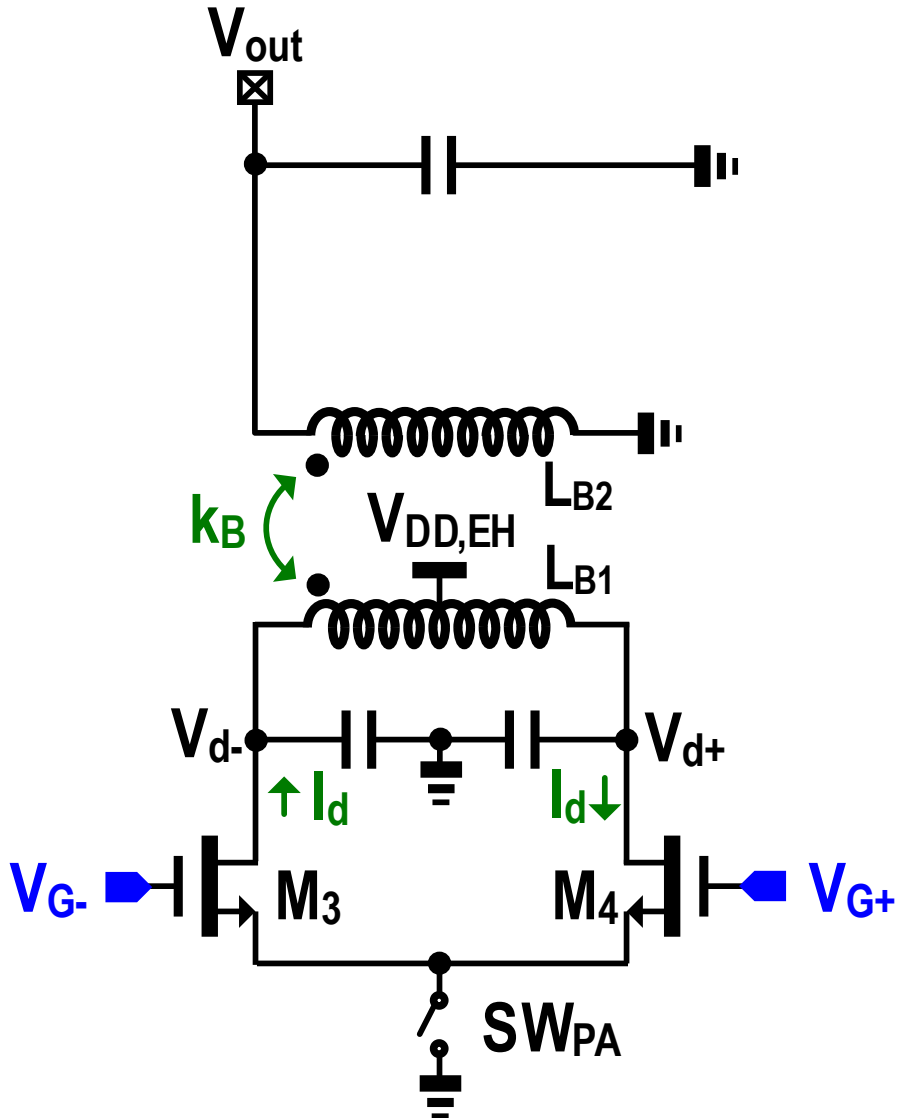 Vout
kB
LB2
VDD,EH
LB1
Vd-
Vd+
Id
Id
VG-
M3
M4
VG+
SWPA